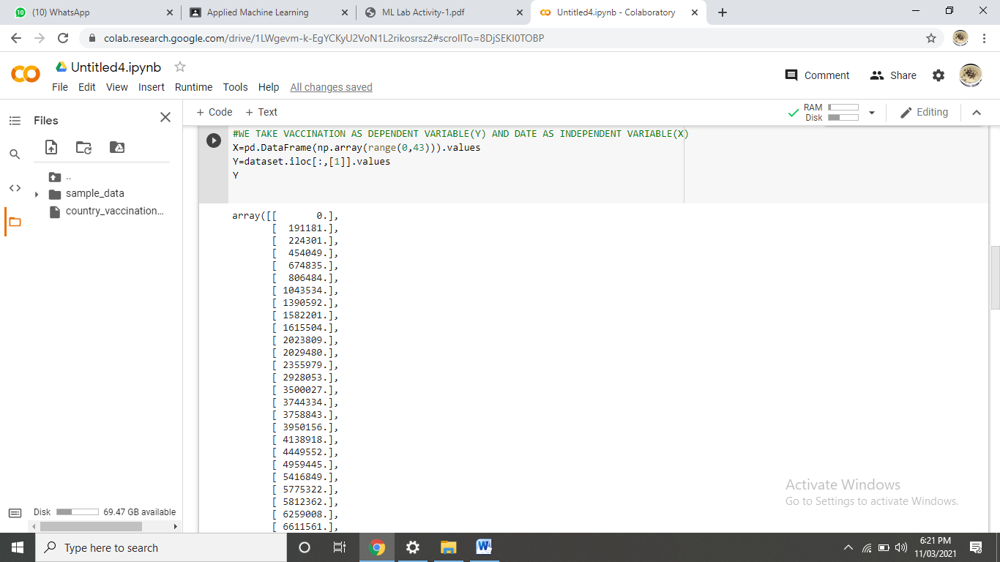 (10) WhatsApp
Applied Machine Learning
ML Lab Activity-1.pdf
Untitled4.ipynb - Colaboratory
colab.research.google.com/drive/1LWgevm-k-EgYCKyU2VoN1L2rikosrsz2#scrollTo=8DjSEKI0TOBP
Untitled4.ipynb
File Edit View Insert Runtime Tools Help All changes saved
Comment
Share
Files
+ Code + Text
RAM
Disk
Editing
..
sample_data
country_vaccination...
#WE TAKE VACCINATION AS DEPENDENT VARIABLE(Y) AND DATE AS INDEPENDENT VARIABLE(X)
X=pd.DataFrame(np.array(range(0,43))).values
Y=dataset.iloc[:,[1]].values
Y
array([[ 0.],
[ 191181.],
[ 224301.],
[ 454049.],
[ 674835.],
[ 806484.],
[ 1043534.],
[ 1390592.],
[ 1582201.],
[ 1615504.],
[ 2023809.],
[ 2029480.],
[ 2355979.],
[ 2928053.],
[ 3500027.],
[ 3744334.],
[ 3758843.],
[ 3950156.],
[ 4138918.],
[ 4449552.],
[ 4959445.],
[ 5416849.],
[ 5775322.],
[ 5812362.],
[ 6259008.],
[ 6611561.],
Disk 69.47 GB available
Activate Windows
Go to Settings to activate Windows.
Type here to search
6:21 PM
11/03/2021